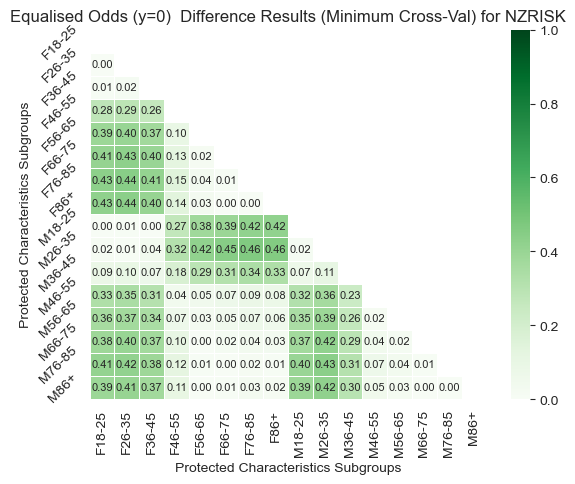 Equalised Odds (y=0)  Difference Results (Minimum Cross-Val) for NZRISK
F18-25
F26-35 0.00
F36-45 0.01 0.02
F46-55 0.28 0.29 0.26
F56-65 0.39 0.40 0.37 0.10
F66-75 0.41 0.43 0.40 0.13 0.02
F76-85 0.43 0.44 0.41 0.15 0.04 0.01
F86+ 0.43 0.44 0.40 0.14 0.03 0.00 0.00
M18-25 0.00 0.01 0.00 0.27 0.38 0.39 0.42 0.42
M26-35 0.02 0.01 0.04 0.32 0.42 0.45 0.46 0.46 0.02
M36-45 0.09 0.10 0.07 0.18 0.29 0.31 0.34 0.33 0.07 0.11
M46-55 0.33 0.35 0.31 0.04 0.05 0.07 0.09 0.08 0.32 0.36 0.23
M56-65 0.36 0.37 0.34 0.07 0.03 0.05 0.07 0.06 0.35 0.39 0.26 0.02
M66-75 0.38 0.40 0.37 0.10 0.00 0.02 0.04 0.03 0.37 0.42 0.29 0.04 0.02
M76-85 0.41 0.42 0.38 0.12 0.01 0.00 0.02 0.01 0.40 0.43 0.31 0.07 0.04 0.01
M86+ 0.39 0.41 0.37 0.11 0.00 0.01 0.03 0.02 0.39 0.42 0.30 0.05 0.03 0.00 0.00
F18-25 F26-35 F36-45 F46-55 F56-65 F66-75 F76-85 F86+ M18-25 M26-35 M36-45 M46-55 M56-65 M66-75 M76-85 M86+
Protected Characteristics Subgroups
Protected Characteristics Subgroups
1.0
0.8
0.6
0.4
0.2
0.0